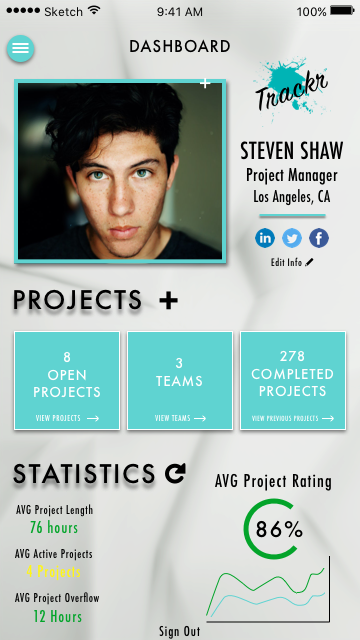 Sketch 9:41 AM 100%
DASHBOARD
Trackr
STEVEN SHAW
Project Manager
Los Angeles, CA
Edit Info
PROJECTS +
8
OPEN
PROJECTS
VIEW PROJECTS
3
TEAMS
VIEW TEAMS
278
COMPLETED
PROJECTS
VIEW PREVIOUS PROJECTS
STATISTICS
AVG Project Length
76 hours
AVG Active Projects
4 Projects
AVG Project Overflow
12 Hours
AVG Project Rating
86%
Sign Out